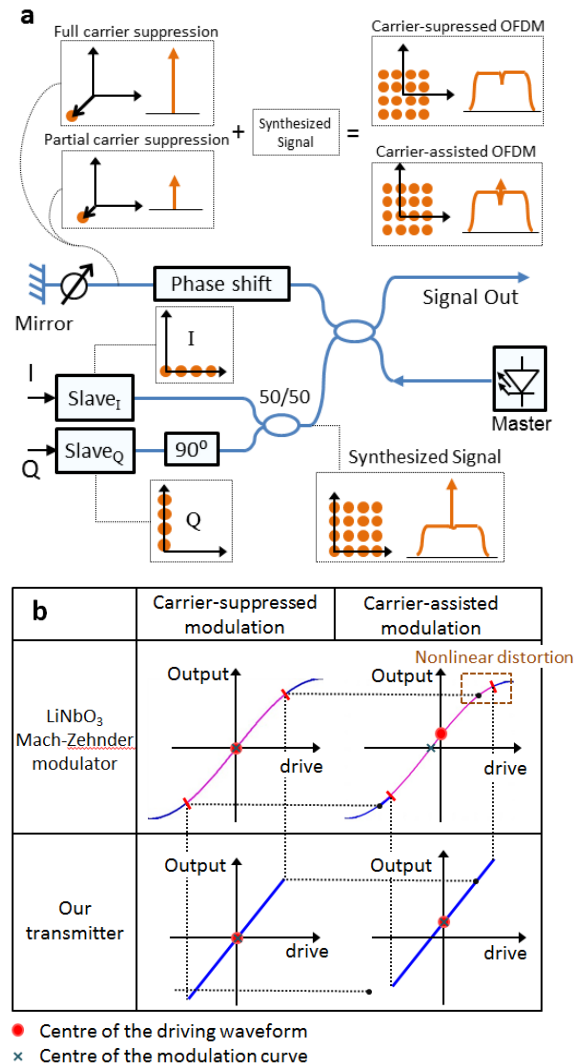 a
Full carrier suppression
Partial carrier suppression
+
Synthesized
Signal
=
Carrier-supressed OFDM
Carrier-assisted OFDM
Mirror
Phase shift
Signal Out
I
I
SlaveI
50/50
Master
Q
SlaveQ
90⁰
Q
Synthesized Signal
b
Carrier-suppressed
modulation
Carrier-assisted
modulation
LiNbO3
Mach-Zehnder
modulator
Output
drive
Output
Nonlinear distortion
drive
Our
transmitter
Output
drive
Output
drive
Centre of the driving waveform
× Centre of the modulation curve